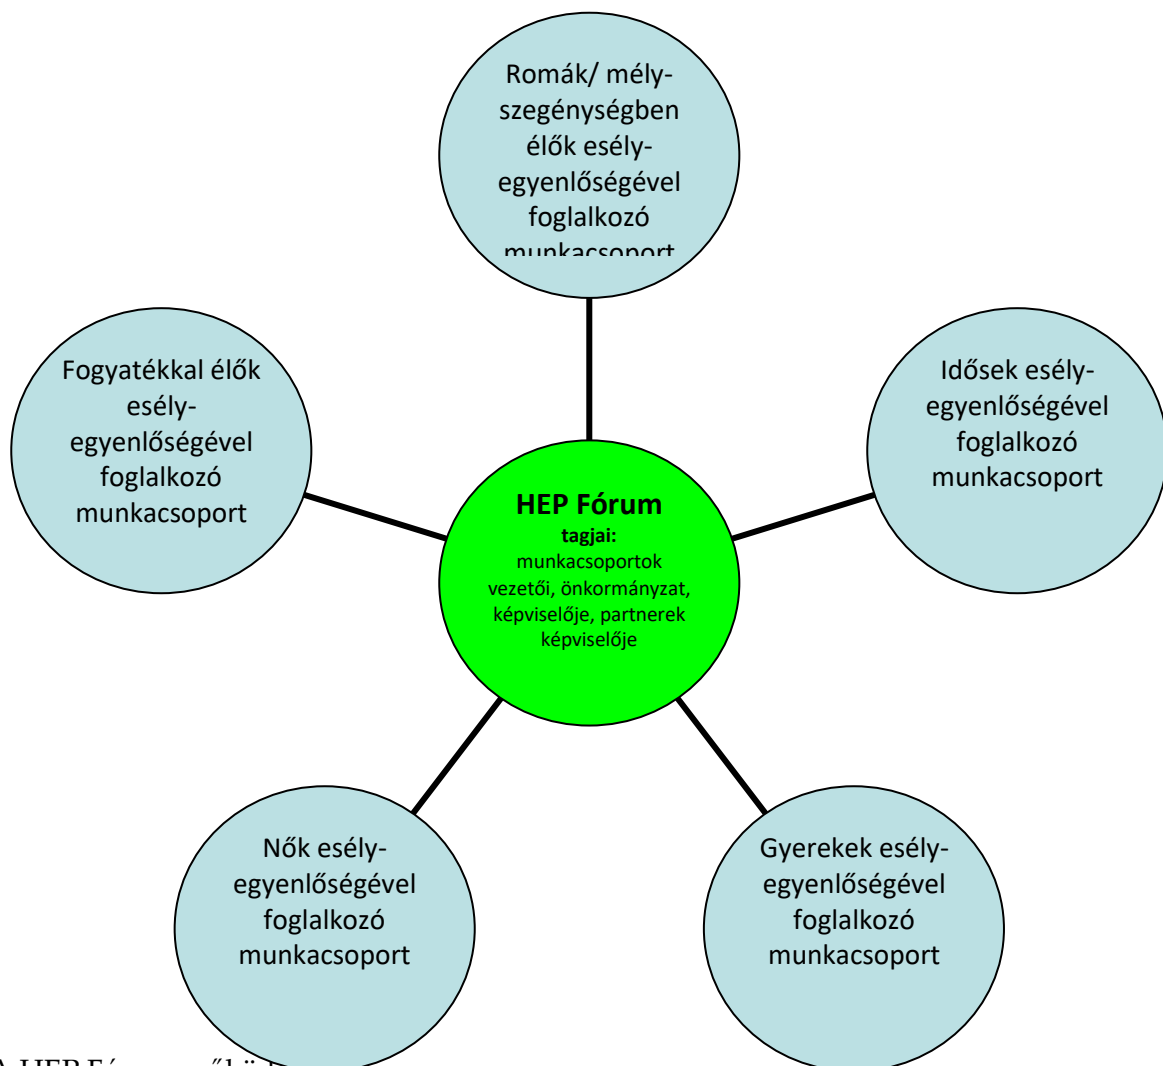 Romák/ mély-
szegénységben
élők esély-
egyenlőségével
foglalkozó
munkacsoport
Fogyatékkal élők
esély-
egyenlőségével
foglalkozó
munkacsoport
Idősek esély-
egyenlőségével
foglalkozó
munkacsoport
HEP Fórum
tagjai:
munkacsoportok
vezetői, önkormányzat,
képviselője, partnerek
képviselője
Nők esély-
egyenlőségével
foglalkozó
munkacsoport
Gyerekek esély-
egyenlőségével
foglalkozó
munkacsoport